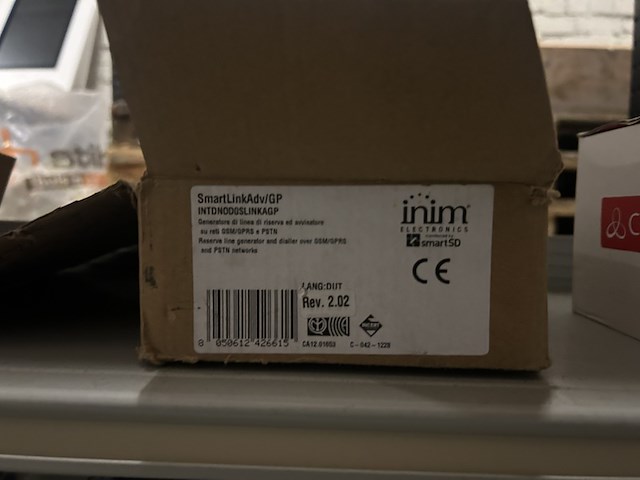 SmartLinkAdv/GP
INTDNODGSLINKAGP
Generatore di linea di riserva ed avvisatore
su reti GSM/GPRS e PSTN
Reserve line generator and dialler over GSM/GPRS
and PSTN networks
inim
ELECTRONICS
smartSD
CE
LANG:DUT
Rev. 2.02
8 050612 426615
CA12.01053 C-042-1228